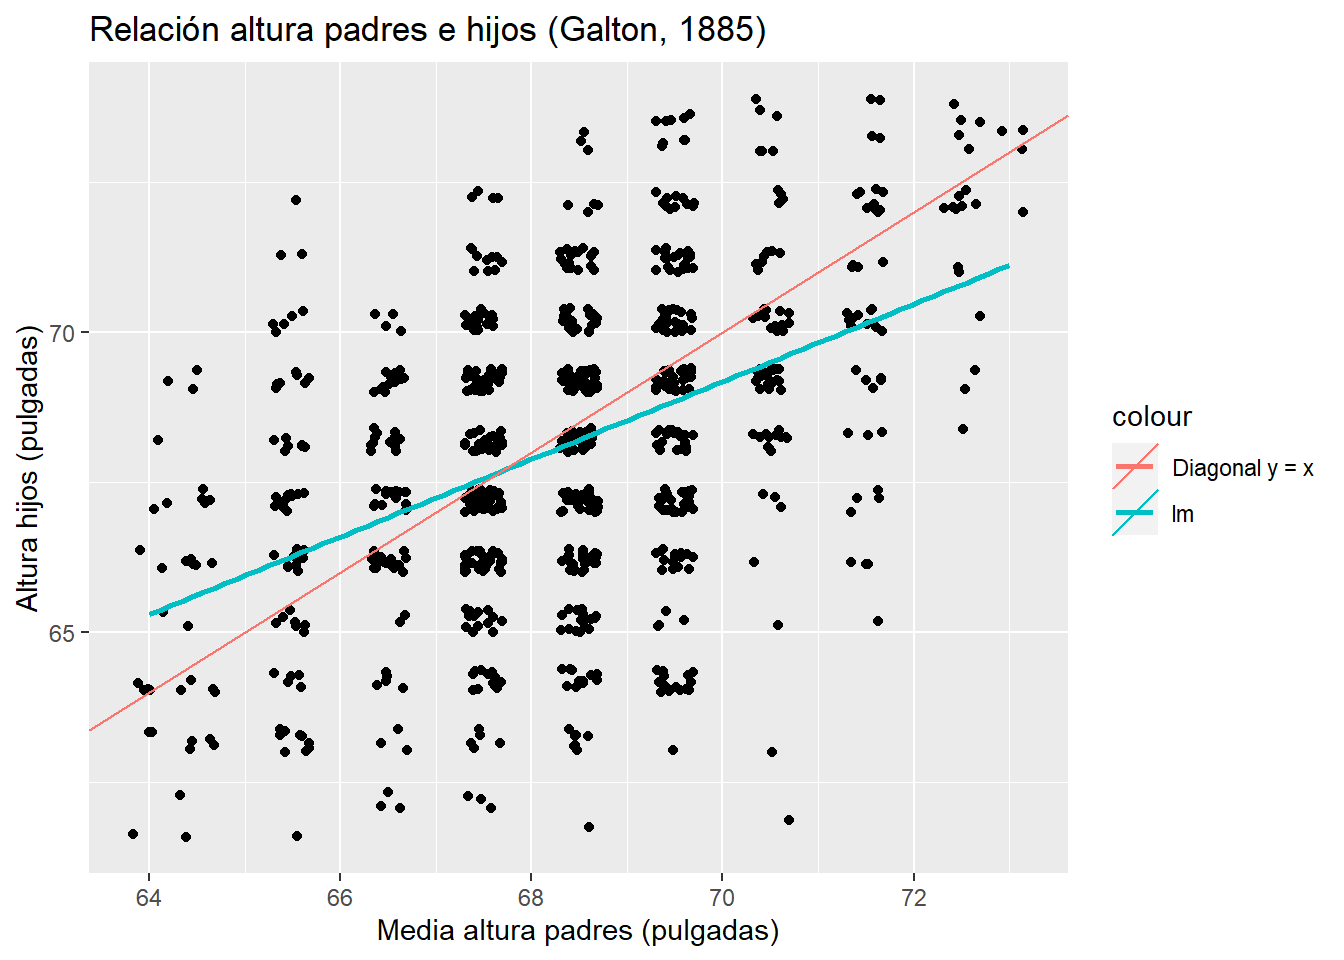 Relación altura padres e hijos (Galton, 1885)
Altura hijos (pulgadas)
70
65
64 66 68 70 72
Media altura padres (pulgadas)
colour
Diagonal y = x
lm